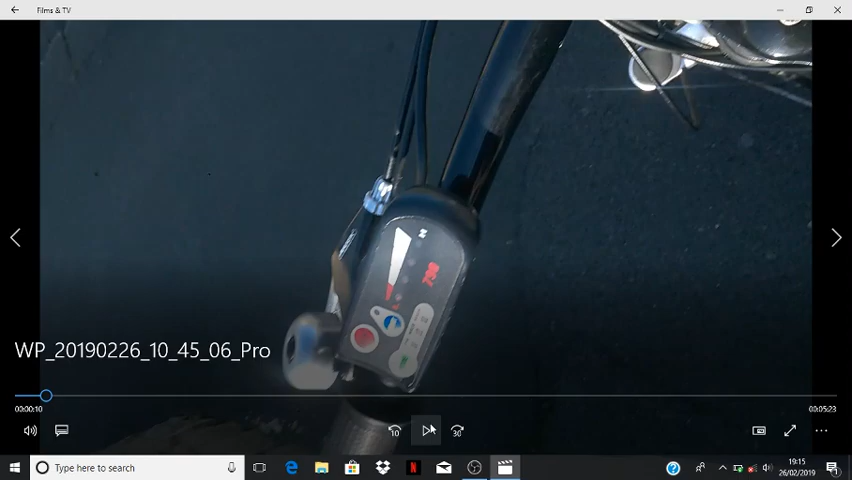 Films & TV
WP_20190226_10_45_06_Pro
00:00:10
00:05:23
10
30
Type here to search
19:15
26/02/2019